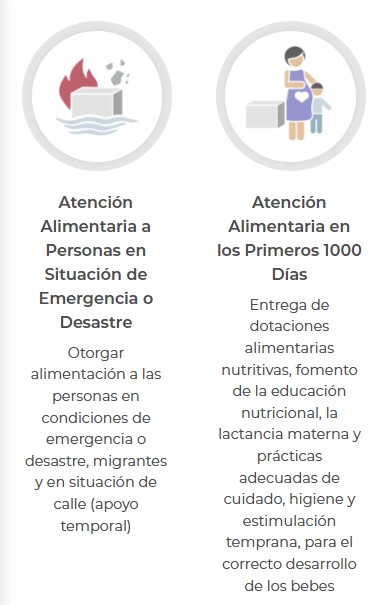 Atención
Alimentaria a
Personas en
Situación de
Emergencia o
Desastre
Otorgar
alimentación a las
personas en
condiciones de
emergencia o
desastre, migrantes
y en situación de
calle (apoyo
temporal)
Atención
Alimentaria en
los Primeros 1000
Días
Entrega de
dotaciones
alimentarias
nutritivas, fomento
de la educación
nutricional, la
lactancia materna y
prácticas
adecuadas de
cuidado, higiene y
estimulación
temprana, para el
correcto desarrollo
de los bebes